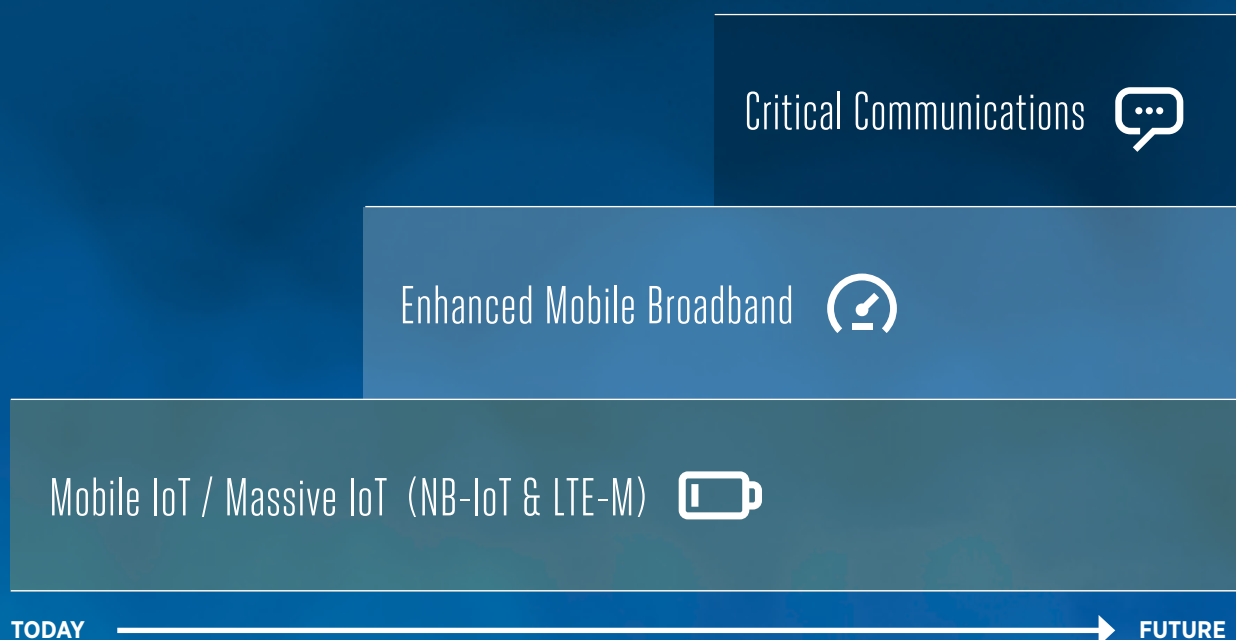 Critical Communications
Enhanced Mobile Broadband
Mobile IoT / Massive IoT (NB-IoT & LTE-M)
TODAY FUTURE